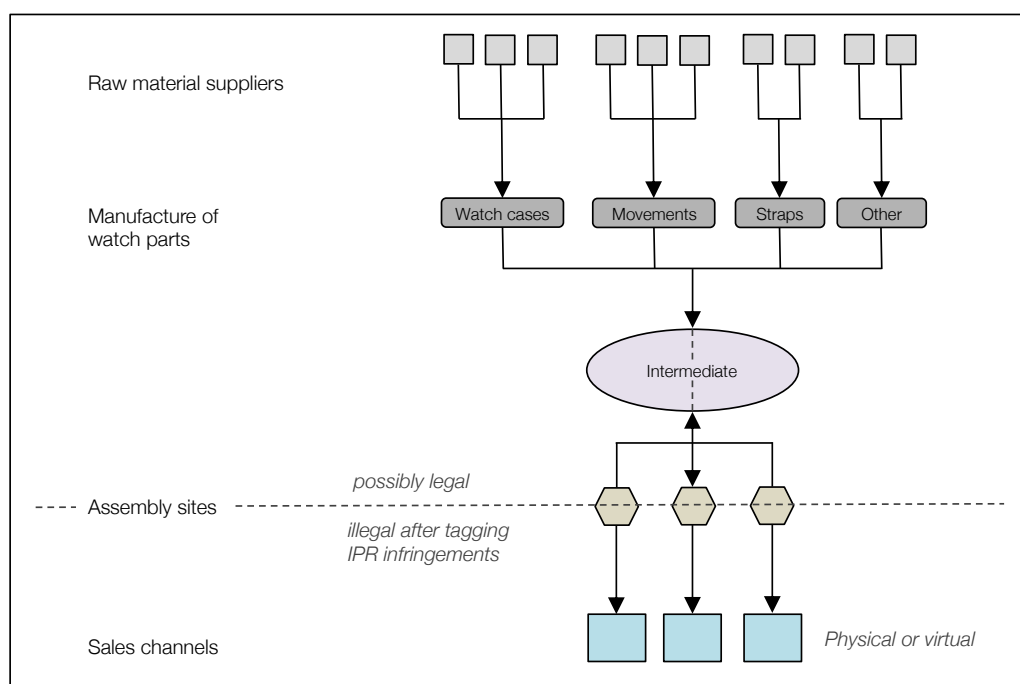 Raw material suppliers
Manufacture of
watch parts
Watch cases
Movements
Straps
Other
Intermediate
possibly legal
Assembly sites
illegal after tagging
IPR infringements
Sales channels
Physical or virtual